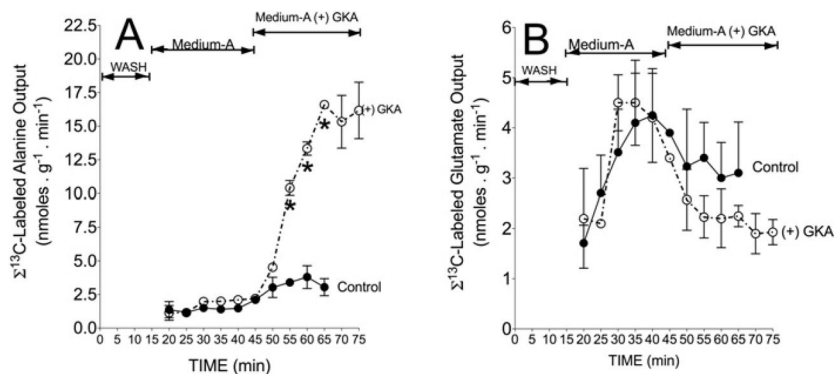 A
WASH
Medium-A
Medium-A (+) GKA
Σ¹³C-Labeled Alanine Output
(nmoles . g⁻¹ . min⁻¹)
25.0
22.5
20.0
17.5
15.0
12.5
10.0
7.5
5.0
2.5
0.0
(+) GKA
*
*
*
*
Control
0 5 10 15 20 25 30 35 40 45 50 55 60 65 70 75
TIME (min)
B
WASH
Medium-A
Medium-A (+) GKA
Σ¹³C-Labeled Glutamate Output
(nmoles . g⁻¹ . min⁻¹)
6
5
4
3
2
1
0
Control
(+) GKA
0 5 10 15 20 25 30 35 40 45 50 55 60 65 70 75
TIME (min)